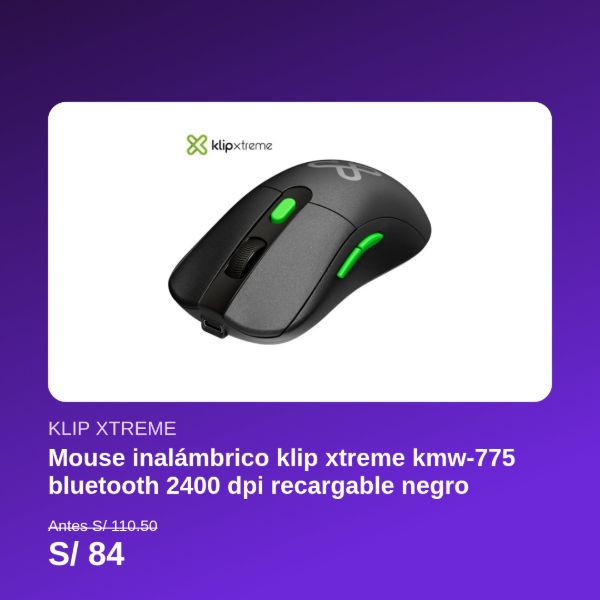 klipxtreme
KLIP XTREME
Mouse inalámbrico klip xtreme kmw-775
bluetooth 2400 dpi recargable negro
Antes S/ 110.50
S/ 84